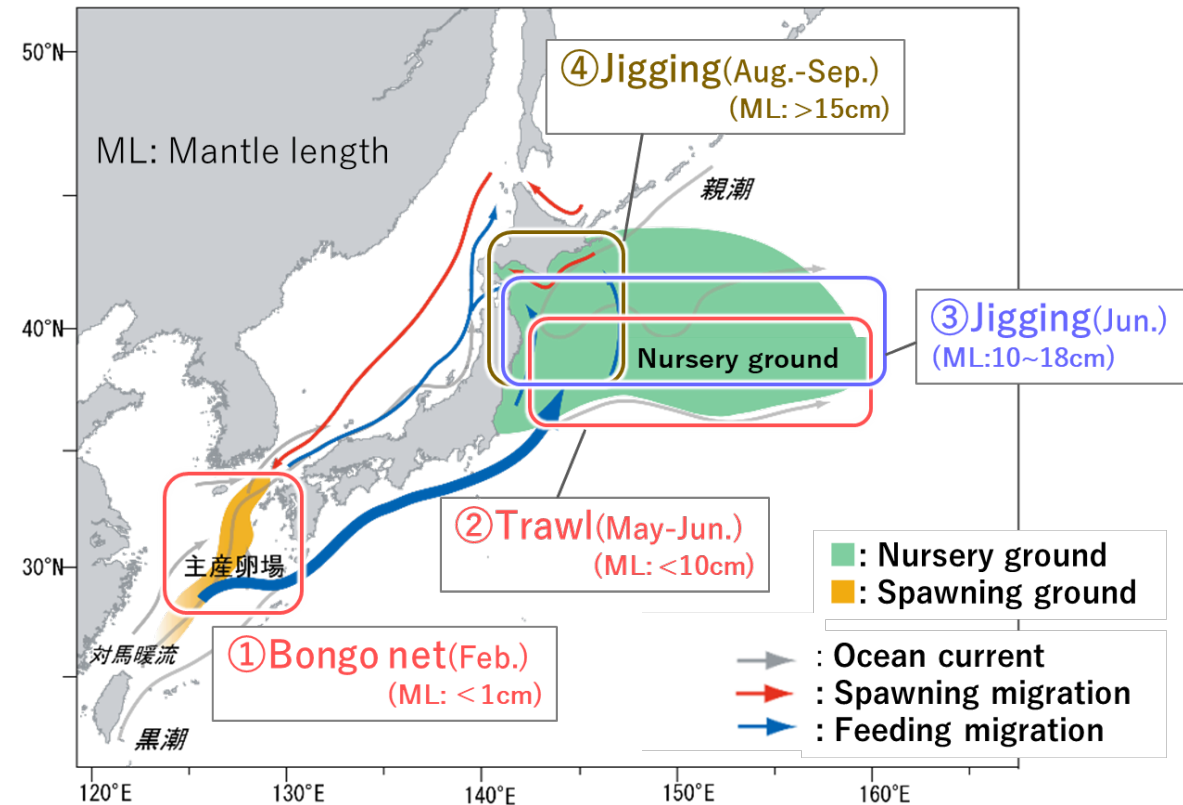 50°N
40°N
30°N
ML: Mantle length
④Jigging(Aug.-Sep.)
(ML: >15cm)
親潮
③Jigging(Jun.)
(ML:10~18cm)
Nursery ground
②Trawl(May-Jun.)
(ML: <10cm)
主産卵場
①Bongo net(Feb.)
(ML: <1cm)
対馬暖流
黒潮
: Nursery ground
: Spawning ground
: Ocean current
: Spawning migration
: Feeding migration
120°E
130°E
140°E
150°E
160°E